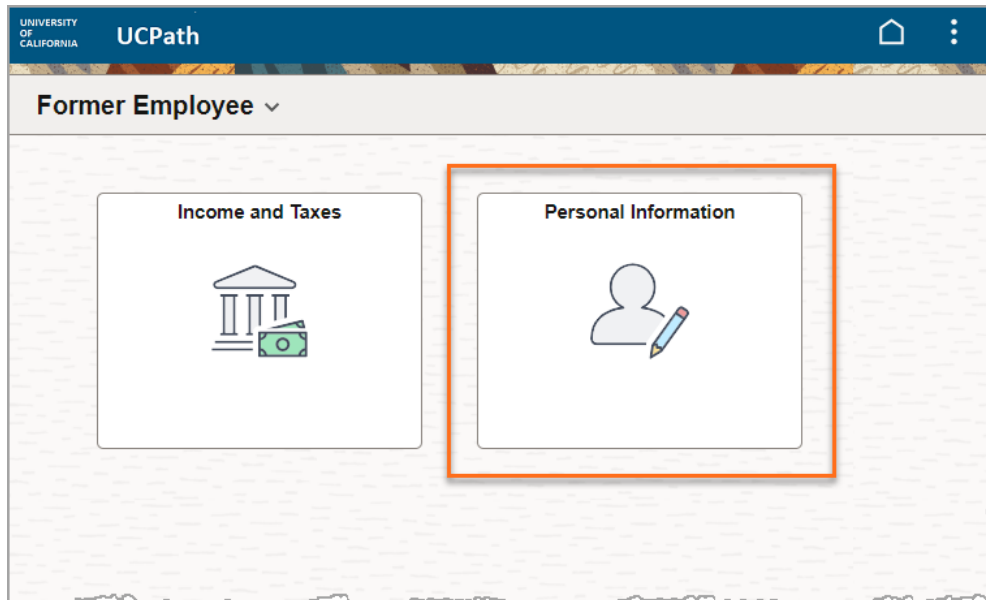 UNIVERSITY
OF
CALIFORNIA
UCPath
Former Employee
Income and Taxes
Personal Information